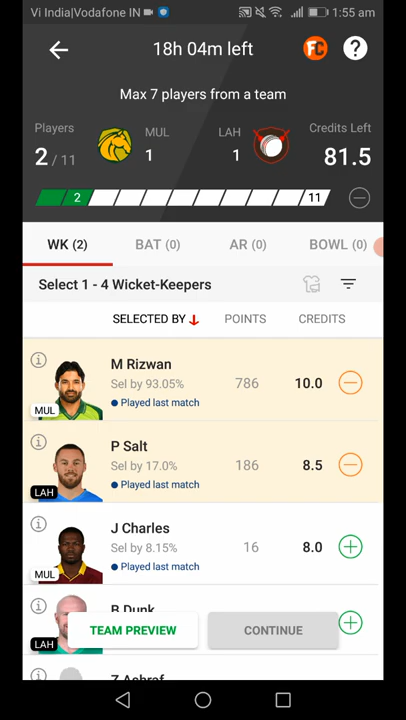 Vi India|Vodafone IN 1:55 am
18h 04m left
FC ?
Max 7 players from a team
Players MUL LAH Credits Left
2 / 11 1 1 81.5
2 11
WK (2) BAT (0) AR (0) BOWL (0)
Select 1 - 4 Wicket-Keepers
SELECTED BY POINTS CREDITS
M Rizwan
Sel by 93.05% 786 10.0
Played last match
MUL
P Salt
Sel by 17.0% 186 8.5
Played last match
LAH
J Charles
Sel by 8.15% 16 8.0
Played last match
MUL
B Dunk
TEAM PREVIEW CONTINUE
LAH
Z Ashraf